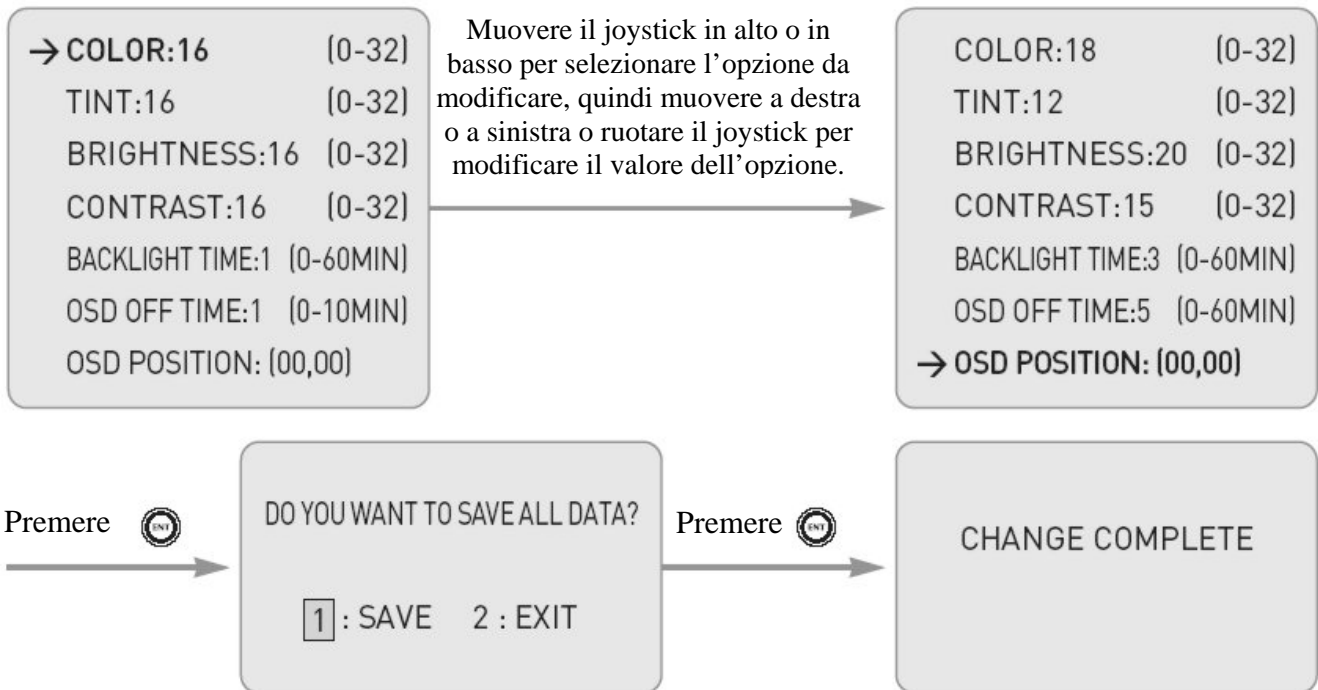 → COLOR:16 (0-32)
TINT:16 (0-32)
BRIGHTNESS:16 (0-32)
CONTRAST:16 (0-32)
BACKLIGHT TIME:1 (0-60MIN)
OSD OFF TIME:1 (0-10MIN)
OSD POSITION: (00,00)
Muovere il joystick in alto o in
basso per selezionare l’opzione da
modificare, quindi muovere a destra
o a sinistra o ruotare il joystick per
modificare il valore dell’opzione.
COLOR:18 (0-32)
TINT:12 (0-32)
BRIGHTNESS:20 (0-32)
CONTRAST:15 (0-32)
BACKLIGHT TIME:3 (0-60MIN)
OSD OFF TIME:5 (0-60MIN)
→ OSD POSITION: (00,00)
Premere ENT
DO YOU WANT TO SAVE ALL DATA?
1 : SAVE 2 : EXIT
Premere ENT
CHANGE COMPLETE